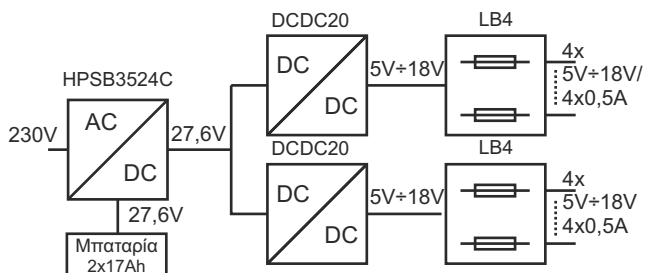 DCDC20
LB4
HPSB3524C
DC
DC
5V÷18V
4x
5V÷18V/
4x0,5A
230V
AC
DC
27,6V
27,6V
Μπαταρία
2x17Ah
DCDC20
LB4
DC
DC
5V÷18V
4x
5V÷18V
4x0,5A